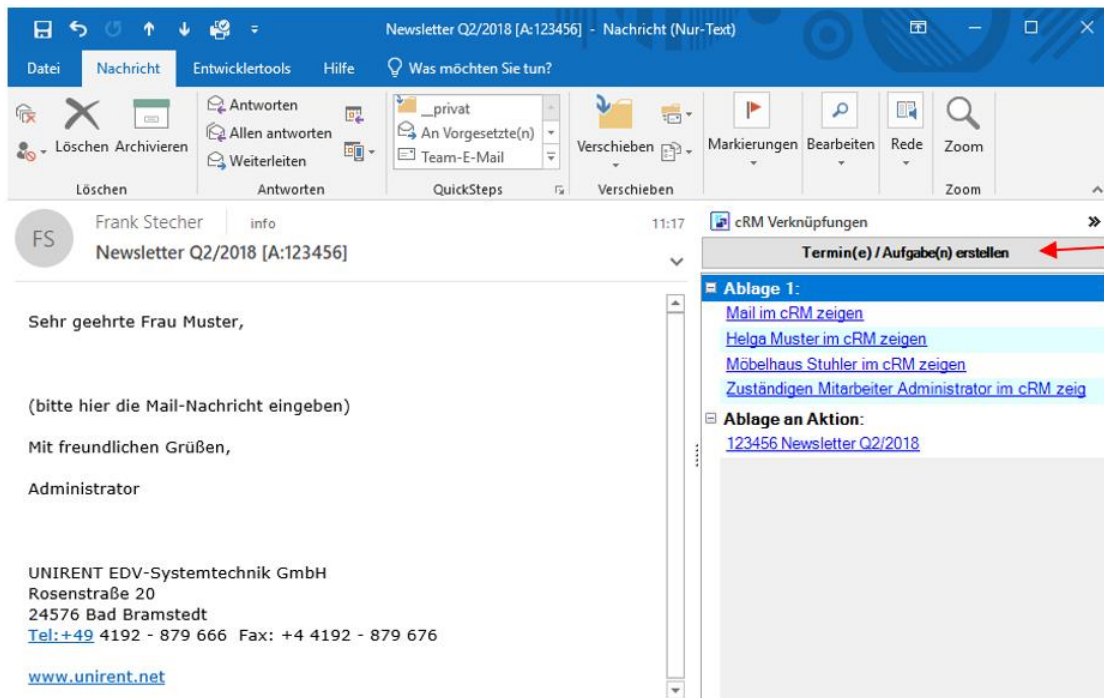 Newsletter Q2/2018 [A:123456] - Nachricht (Nur-Text)
Datei Nachricht Entwicklertools Hilfe Was möchten Sie tun?
Löschen Archivieren
Löschen
Antworten
Allen antworten
Weiterleiten
Antworten
__privat
An Vorgesetzte(n)
Team-E-Mail
QuickSteps
Verschieben
Verschieben
Markierungen Bearbeiten Rede Zoom
Zoom
FS
Frank Stecher info 11:17
Newsletter Q2/2018 [A:123456]
Sehr geehrte Frau Muster,
(bitte hier die Mail-Nachricht eingeben)
Mit freundlichen Grüßen,
Administrator
UNIRENT EDV-Systemtechnik GmbH
Rosenstraße 20
24576 Bad Bramstedt
Tel:+49 4192 - 879 666 Fax: +4 4192 - 879 676
www.unirent.net
cRM Verknüpfungen »
Termin(e) / Aufgabe(n) erstellen
Ablage 1:
Mail im cRM zeigen
Helga Muster im cRM zeigen
Möbelhaus Stuhler im cRM zeigen
Zuständigen Mitarbeiter Administrator im cRM zeig
Ablage an Aktion:
123456 Newsletter Q2/2018